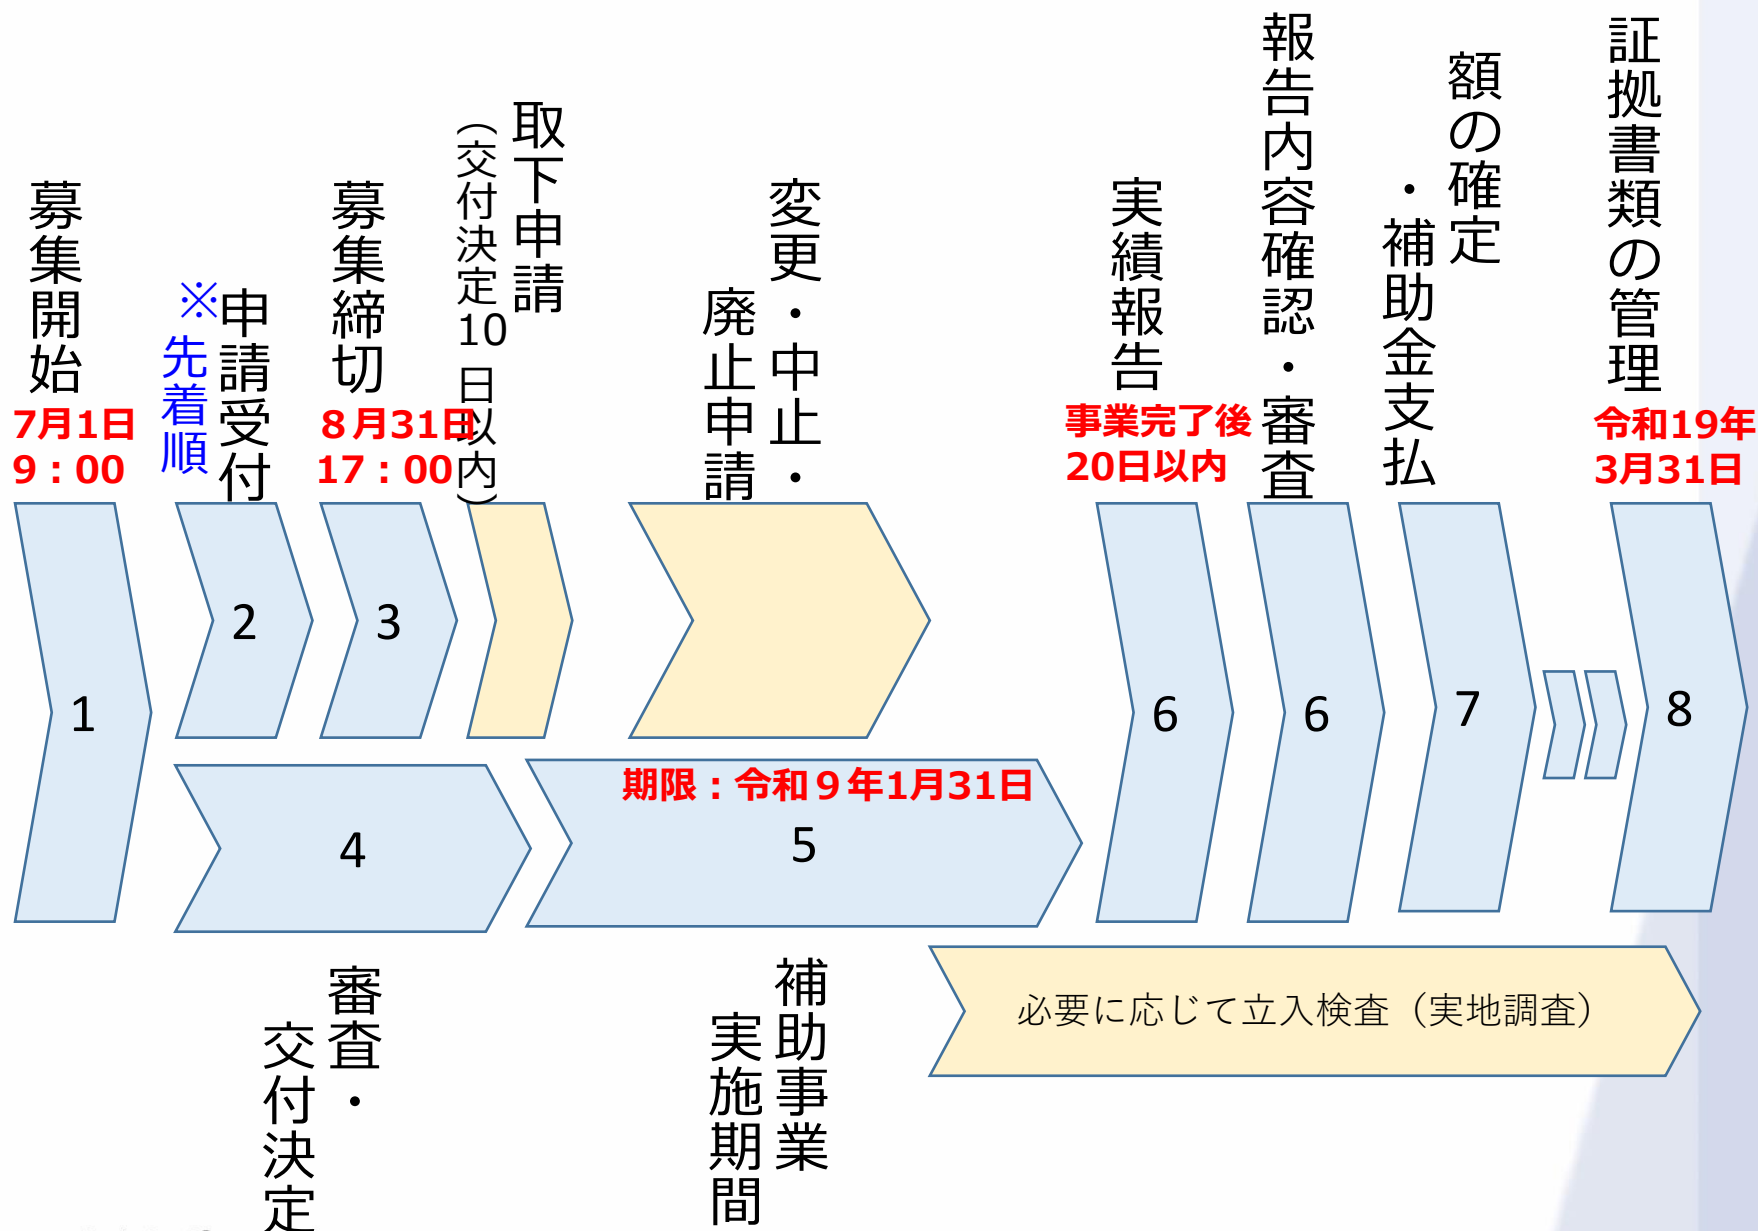 募集開始
7月1日
9：00
申請受付
※先着順
募集締切
8月31日
17：00
取下申請
（交付決定10日以内）
変更・中止・
廃止申請
実績報告
事業完了後
20日以内
報告内容確認・審査
額の確定
・補助金支払
証拠書類の管理
令和19年
3月31日
1
2
3
4
期限：令和９年1月31日
5
6
6
7
8
審査・
交付決定
補助事業
実施期間
必要に応じて立入検査（実地調査）